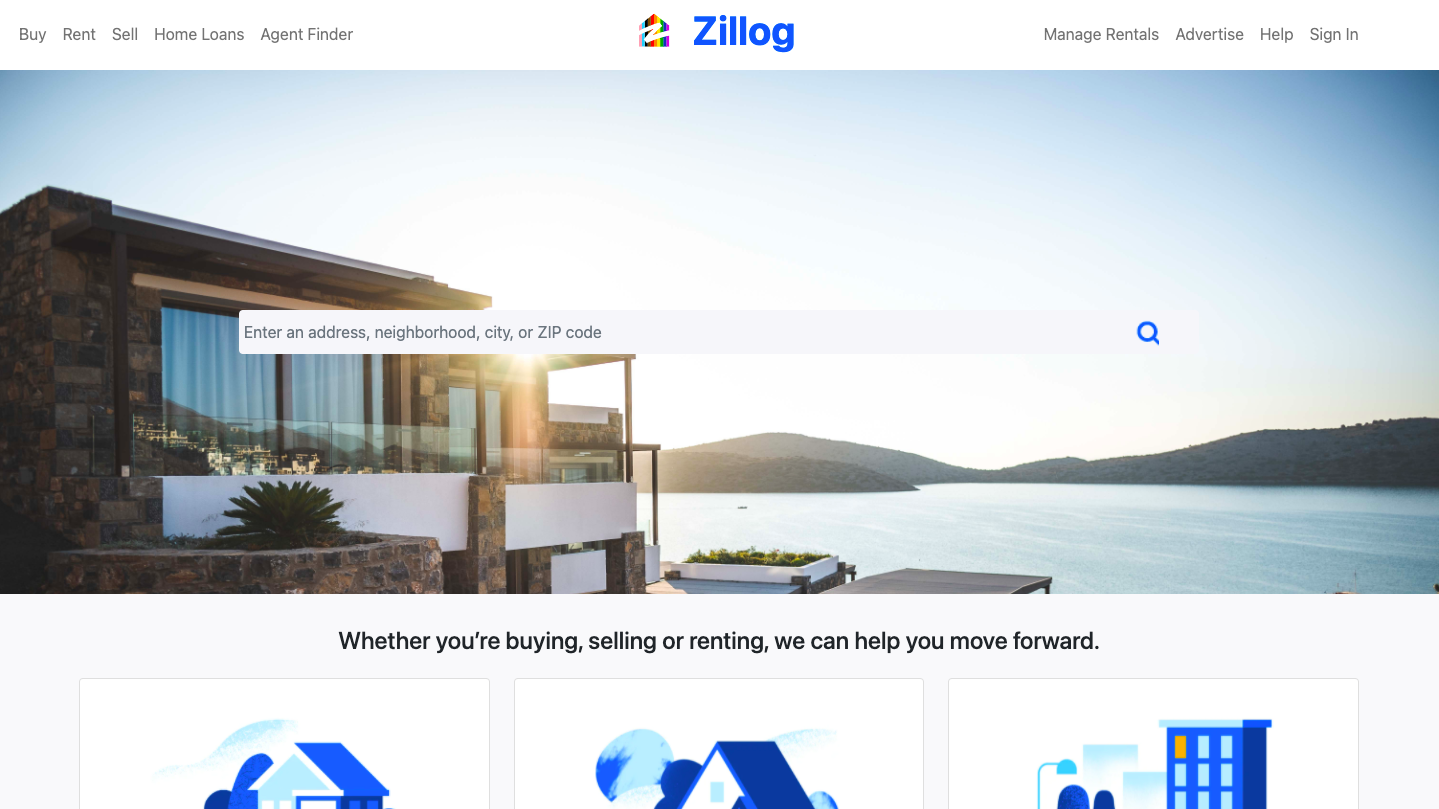 Buy Rent Sell Home Loans Agent Finder Zillog Manage Rentals Advertise Help Sign In
Enter an address, neighborhood, city, or ZIP code
Whether you’re buying, selling or renting, we can help you move forward.